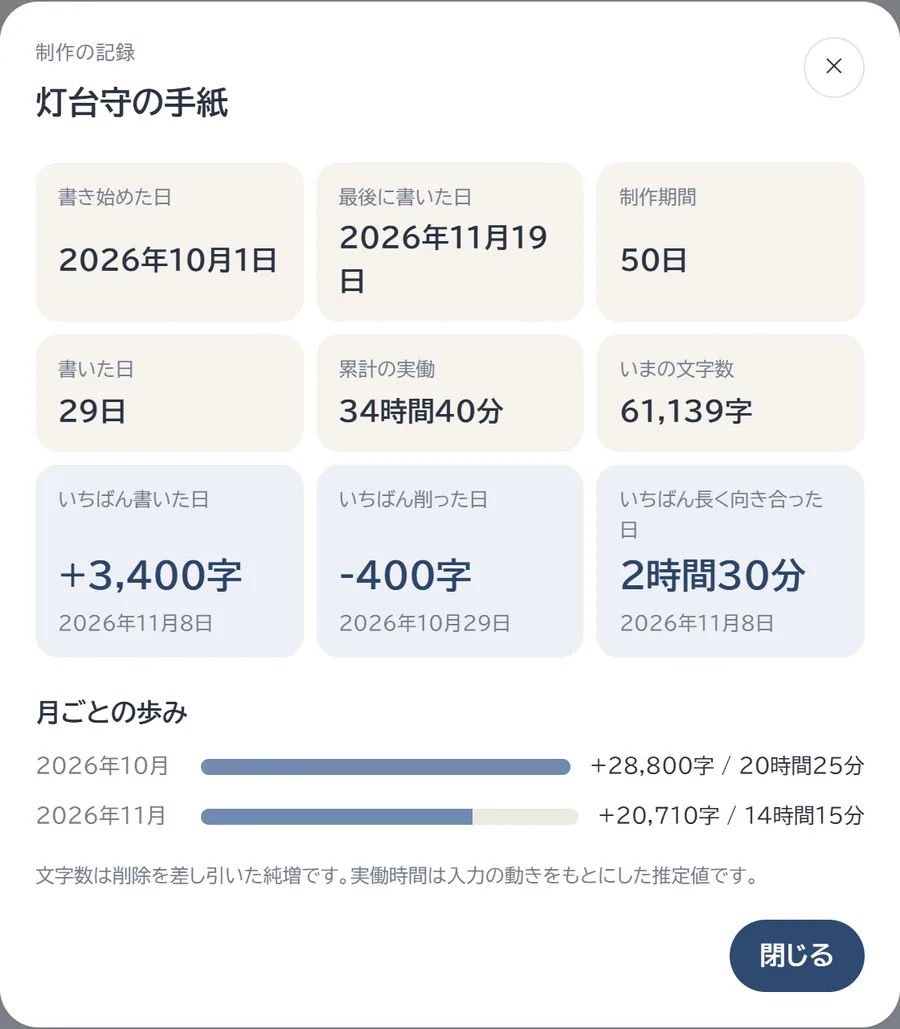 制作の記録
灯台守の手紙
書き始めた日
2026年10月1日
最後に書いた日
2026年11月19
日
制作期間
50日
書いた日
29日
累計の実働
34時間40分
いまの文字数
61,139字
いちばん書いた日
+3,400字
2026年11月8日
いちばん削った日
-400字
2026年10月29日
いちばん長く向き合った
日
2時間30分
2026年11月8日
月ごとの歩み
2026年10月 +28,800字 / 20時間25分
2026年11月 +20,710字 / 14時間15分
文字数は削除を差し引いた純増です。実働時間は入力の動きをもとにした推定値です。
閉じる